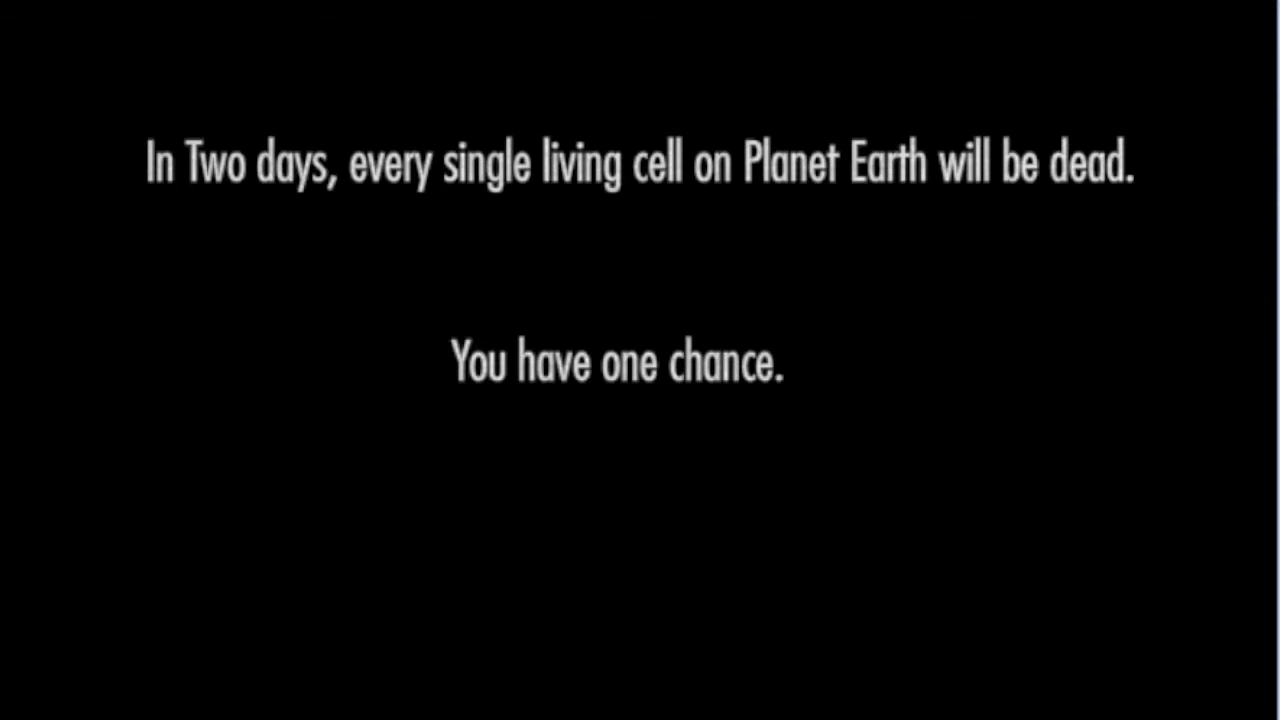 In Two days, every single living cell on Planet Earth will be dead.
You have one chance.